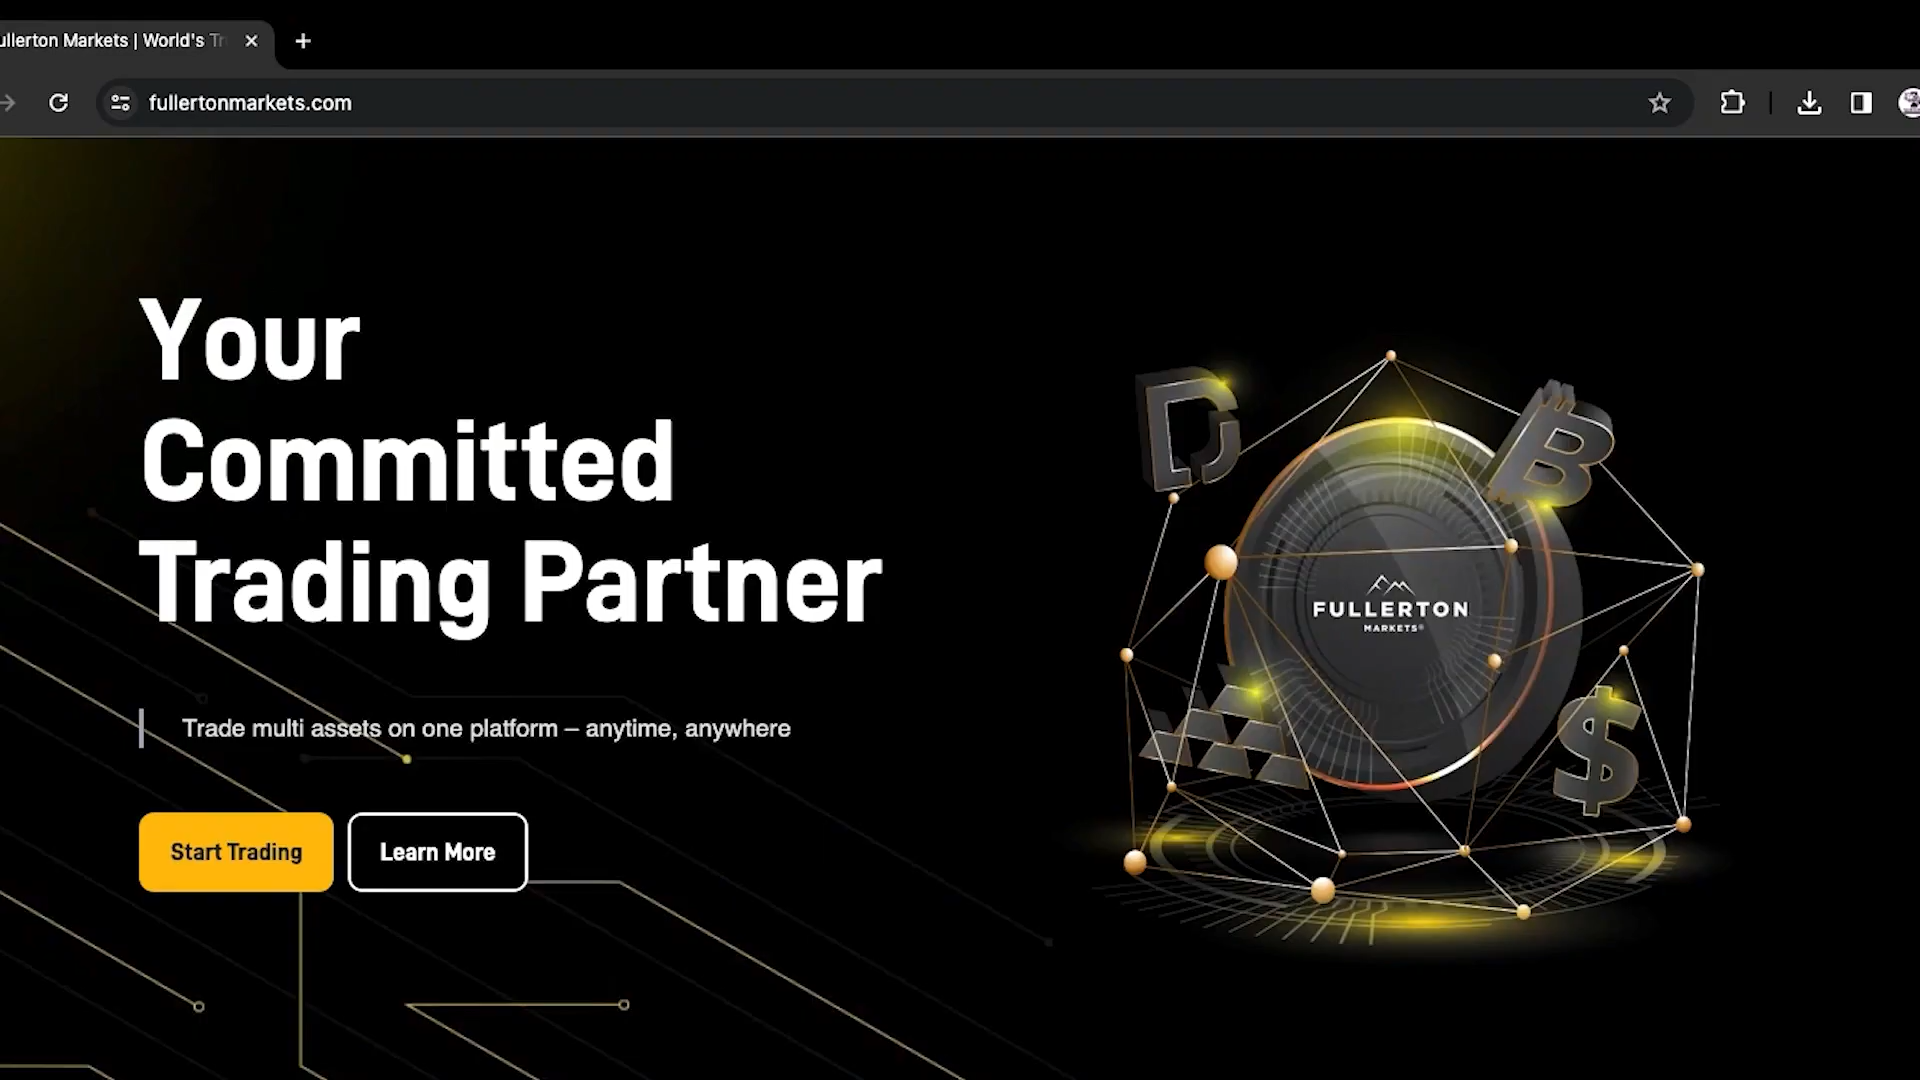 ullerton Markets | World's Tr
fullertonmarkets.com
Your
Committed
Trading Partner
Trade multi assets on one platform – anytime, anywhere
Start Trading
Learn More
FULLERTON
MARKETS®